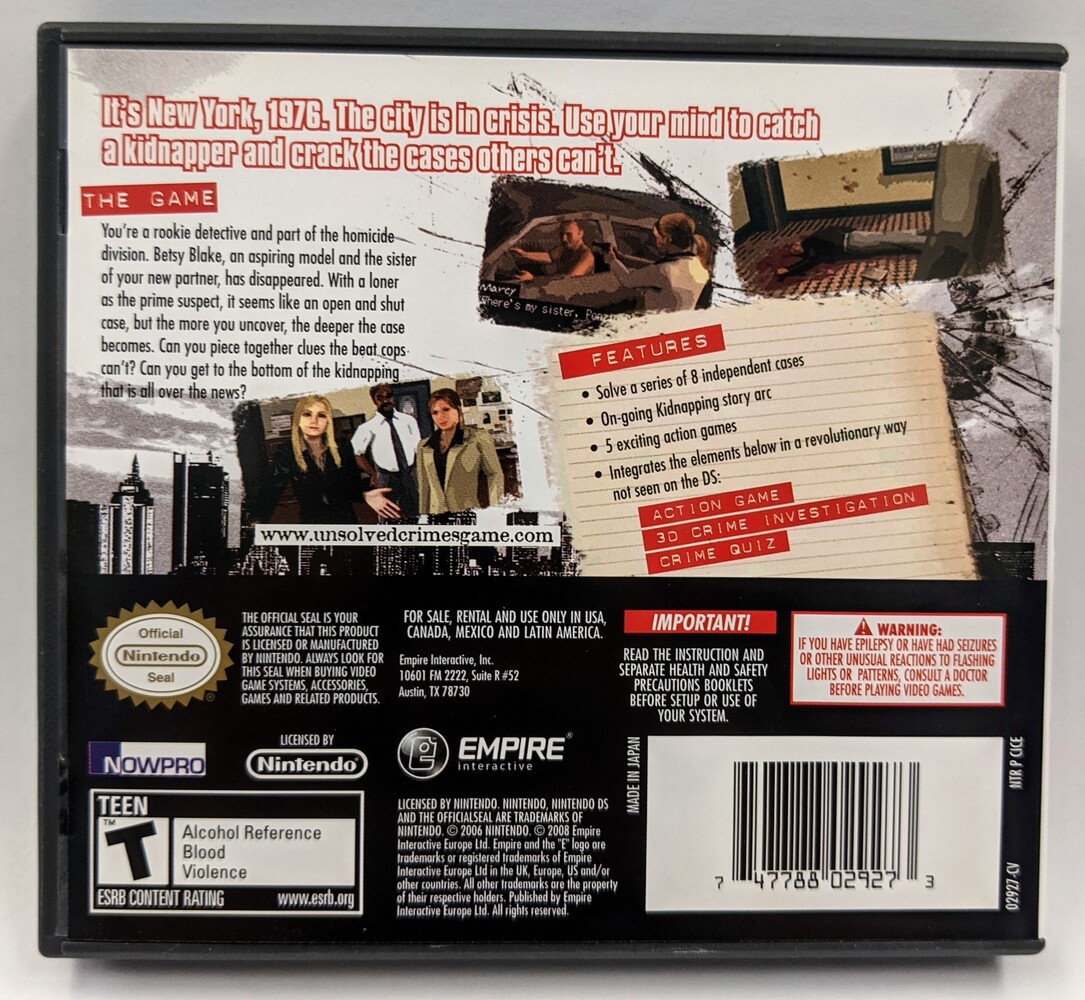 It's New York, 1976. The city is in crisis. Use your mind to catch
a kidnapper and crack the cases others can't.
THE GAME
You're a rookie detective and part of the homicide
division. Betsy Blake, an aspiring model and the sister
of your new partner, has disappeared. With a loner
as the prime suspect, it seems like an open and shut
case, but the more you uncover, the deeper the case
becomes. Can you piece together clues the beat cops
can't? Can you get to the bottom of the kidnapping
that is all over the news?
Marcy
There's my sister,
FEATURES
• Solve a series of 8 independent cases
• On-going Kidnapping story arc
• 5 exciting action games
• Integrates the elements below in a revolutionary way
not seen on the DS:
ACTION GAME
3D CRIME INVESTIGATION
CRIME QUIZ
www.unsolvedcrimesgame.com
Official
Nintendo
Seal
®
THE OFFICIAL SEAL IS YOUR
ASSURANCE THAT THIS PRODUCT
IS LICENSED OR MANUFACTURED
BY NINTENDO. ALWAYS LOOK FOR
THIS SEAL WHEN BUYING VIDEO
GAME SYSTEMS, ACCESSORIES,
GAMES AND RELATED PRODUCTS.
FOR SALE, RENTAL AND USE ONLY IN USA,
CANADA, MEXICO AND LATIN AMERICA.
Empire Interactive, Inc.
10601 FM 2222, Suite R #52
Austin, TX 78730
IMPORTANT!
READ THE INSTRUCTION AND
SEPARATE HEALTH AND SAFETY
PRECAUTIONS BOOKLETS
BEFORE SETUP OR USE OF
YOUR SYSTEM.
WARNING:
IF YOU HAVE EPILEPSY OR HAVE HAD SEIZURES
OR OTHER UNUSUAL REACTIONS TO FLASHING
LIGHTS OR PATTERNS, CONSULT A DOCTOR
BEFORE PLAYING VIDEO GAMES.
NOWPRO
LICENSED BY
Nintendo
EMPIRE®
interactive
TEEN
T™
Alcohol Reference
Blood
Violence
ESRB CONTENT RATING www.esrb.org
LICENSED BY NINTENDO. NINTENDO, NINTENDO DS
AND THE OFFICIALSEAL ARE TRADEMARKS OF
NINTENDO. © 2006 NINTENDO. © 2008 Empire
Interactive Europe Ltd. Empire and the "E" logo are
trademarks or registered trademarks of Empire
Interactive Europe Ltd in the UK, Europe, US and/or
other countries. All other trademarks are the property
of their respective holders. Published by Empire
Interactive Europe Ltd. All rights reserved.
MADE IN JAPAN
7 47788 02927 3
NTR P CICE
02927-CV